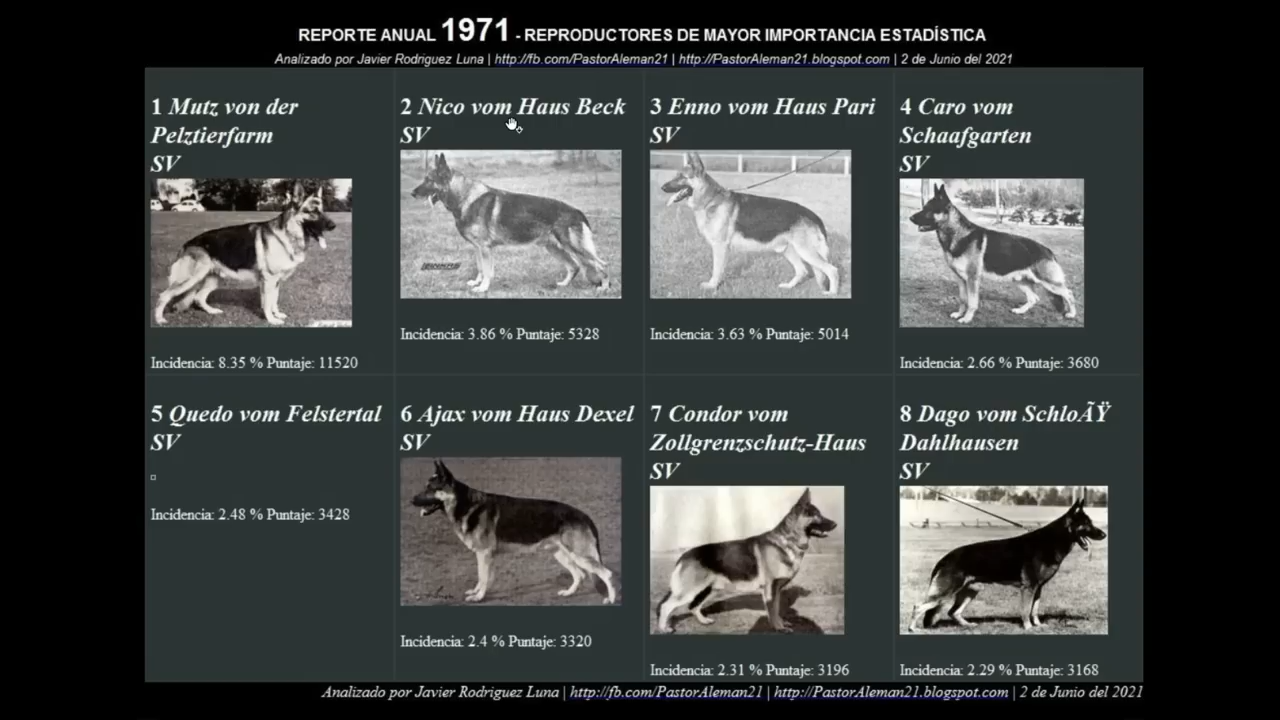 REPORTE ANUAL 1971 - REPRODUCTORES DE MAYOR IMPORTANCIA ESTADÍSTICA
Analizado por Javier Rodriguez Luna | http://fb.com/PastorAleman21 | http://PastorAleman21.blogspot.com | 2 de Junio del 2021
1 Mutz von der
Pelztierfarm
SV
Incidencia: 8.35 % Puntaje: 11520
2 Nico vom Haus Beck
SV
Incidencia: 3.86 % Puntaje: 5328
3 Enno vom Haus Pari
SV
Incidencia: 3.63 % Puntaje: 5014
4 Caro vom
Schaafgarten
SV
Incidencia: 2.66 % Puntaje: 3680
5 Quedo vom Felstertal
SV
Incidencia: 2.48 % Puntaje: 3428
6 Ajax vom Haus Dexel
SV
Incidencia: 2.4 % Puntaje: 3320
7 Condor vom
Zollgrenzschutz-Haus
SV
Incidencia: 2.31 % Puntaje: 3196
8 Dago vom SchloÃŸ
Dahlhausen
SV
Incidencia: 2.29 % Puntaje: 3168
Analizado por Javier Rodriguez Luna | http://fb.com/PastorAleman21 | http://PastorAleman21.blogspot.com | 2 de Junio del 2021